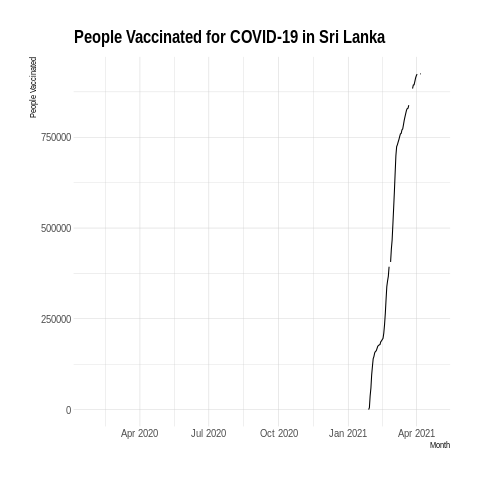 People Vaccinated for COVID-19 in Sri Lanka
People Vaccinated
750000
500000
250000
0
Apr 2020 Jul 2020 Oct 2020 Jan 2021 Apr 2021
Month